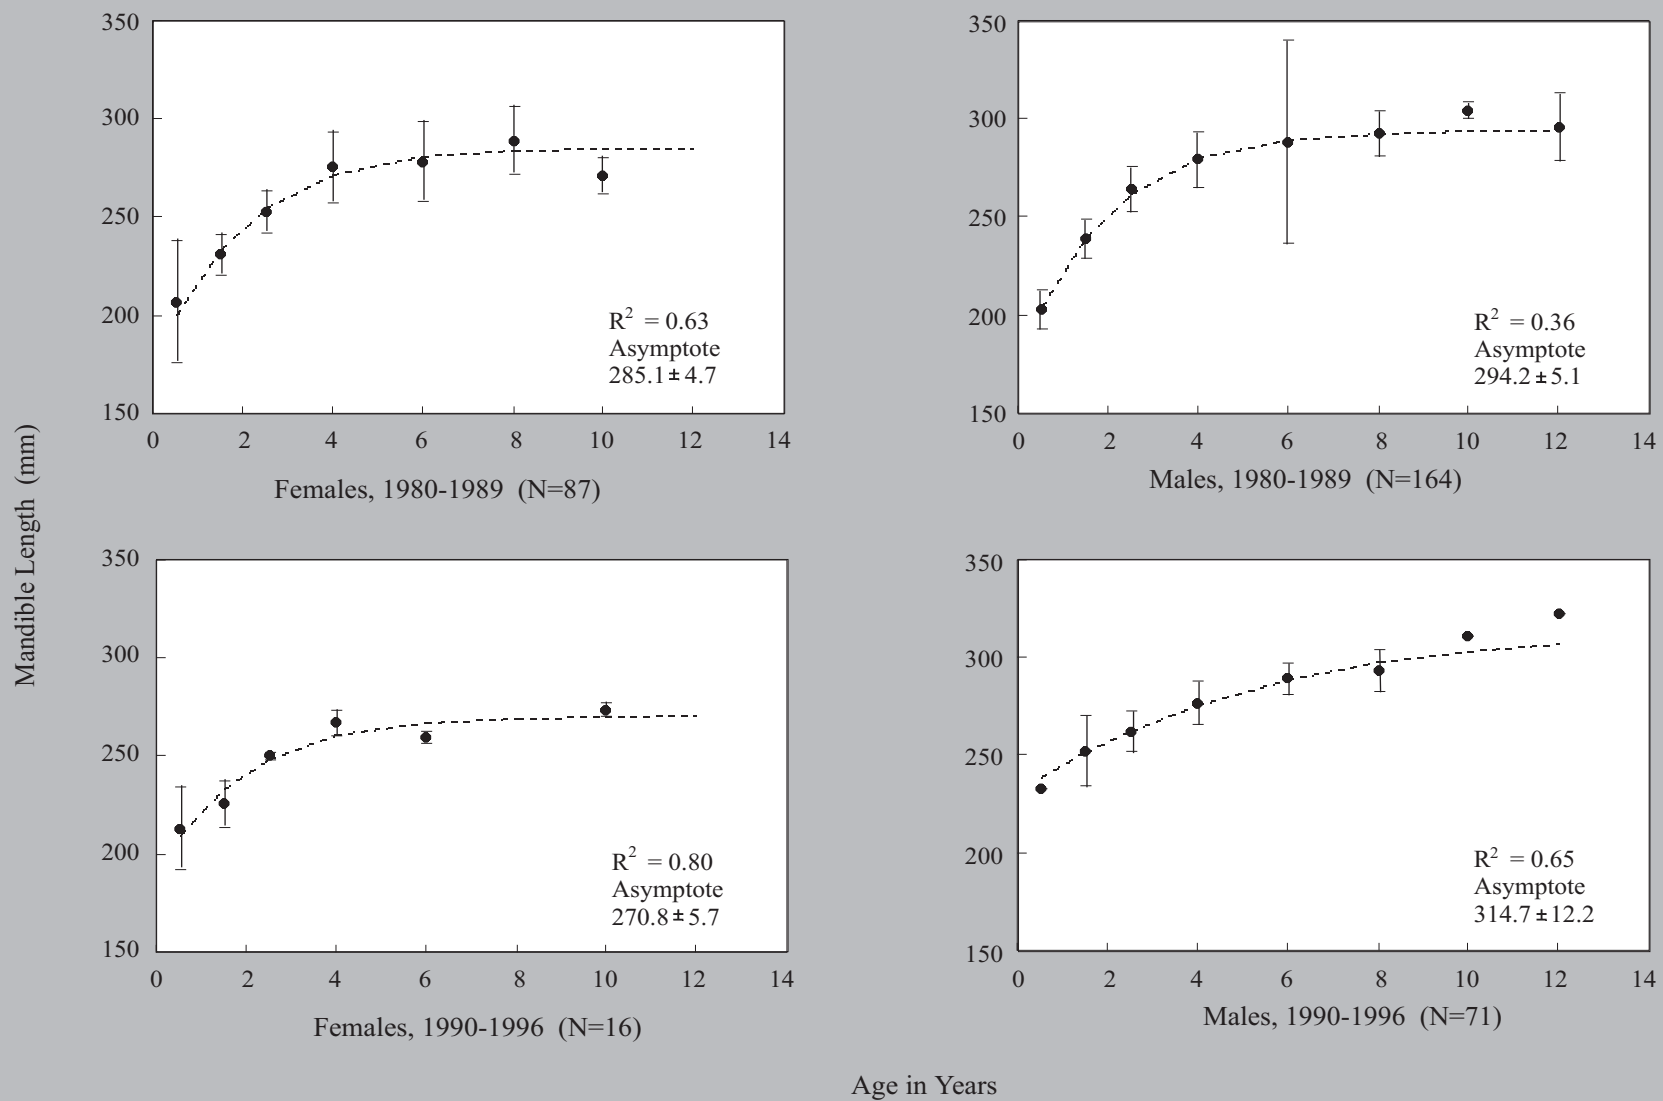 Mandible Length (mm)
350
300
250
200
150
0 2 4 6 8 10 12 14
R2 = 0.63
Asymptote
285.1 ± 4.7
Females, 1980-1989 (N=87)
350
300
250
200
150
0 2 4 6 8 10 12 14
R2 = 0.36
Asymptote
294.2 ± 5.1
Males, 1980-1989 (N=164)
350
300
250
200
150
0 2 4 6 8 10 12 14
R2 = 0.80
Asymptote
270.8 ± 5.7
Females, 1990-1996 (N=16)
350
300
250
200
150
0 2 4 6 8 10 12 14
R2 = 0.65
Asymptote
314.7 ± 12.2
Males, 1990-1996 (N=71)
Age in Years